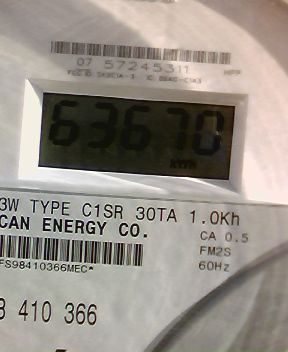 07 57245311
63670
kWh
3W TYPE C1SR 30TA 1.0Kh
CAN ENERGY CO.
CA 0.5
FM2S
60Hz
FS98410366MEC*
410 366